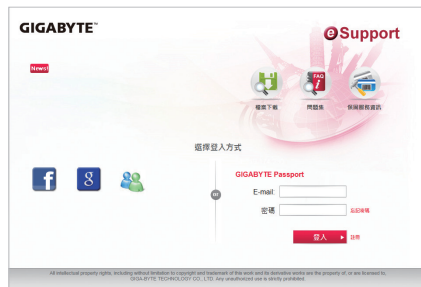 GIGABYTE™
eSupport
News!
FAQ
檔案下載
問題集
保固服務資訊
選擇登入方式
f
g
or
GIGABYTE Passport
E-mail:
密碼
忘記密碼
登入
註冊
All intellectual property rights, including without limitation to copyright and trademark of this work and its derivative works are the property of, or are licensed to,
GIGA-BYTE TECHNOLOGY CO., LTD. Any unauthorized use is strictly prohibited.